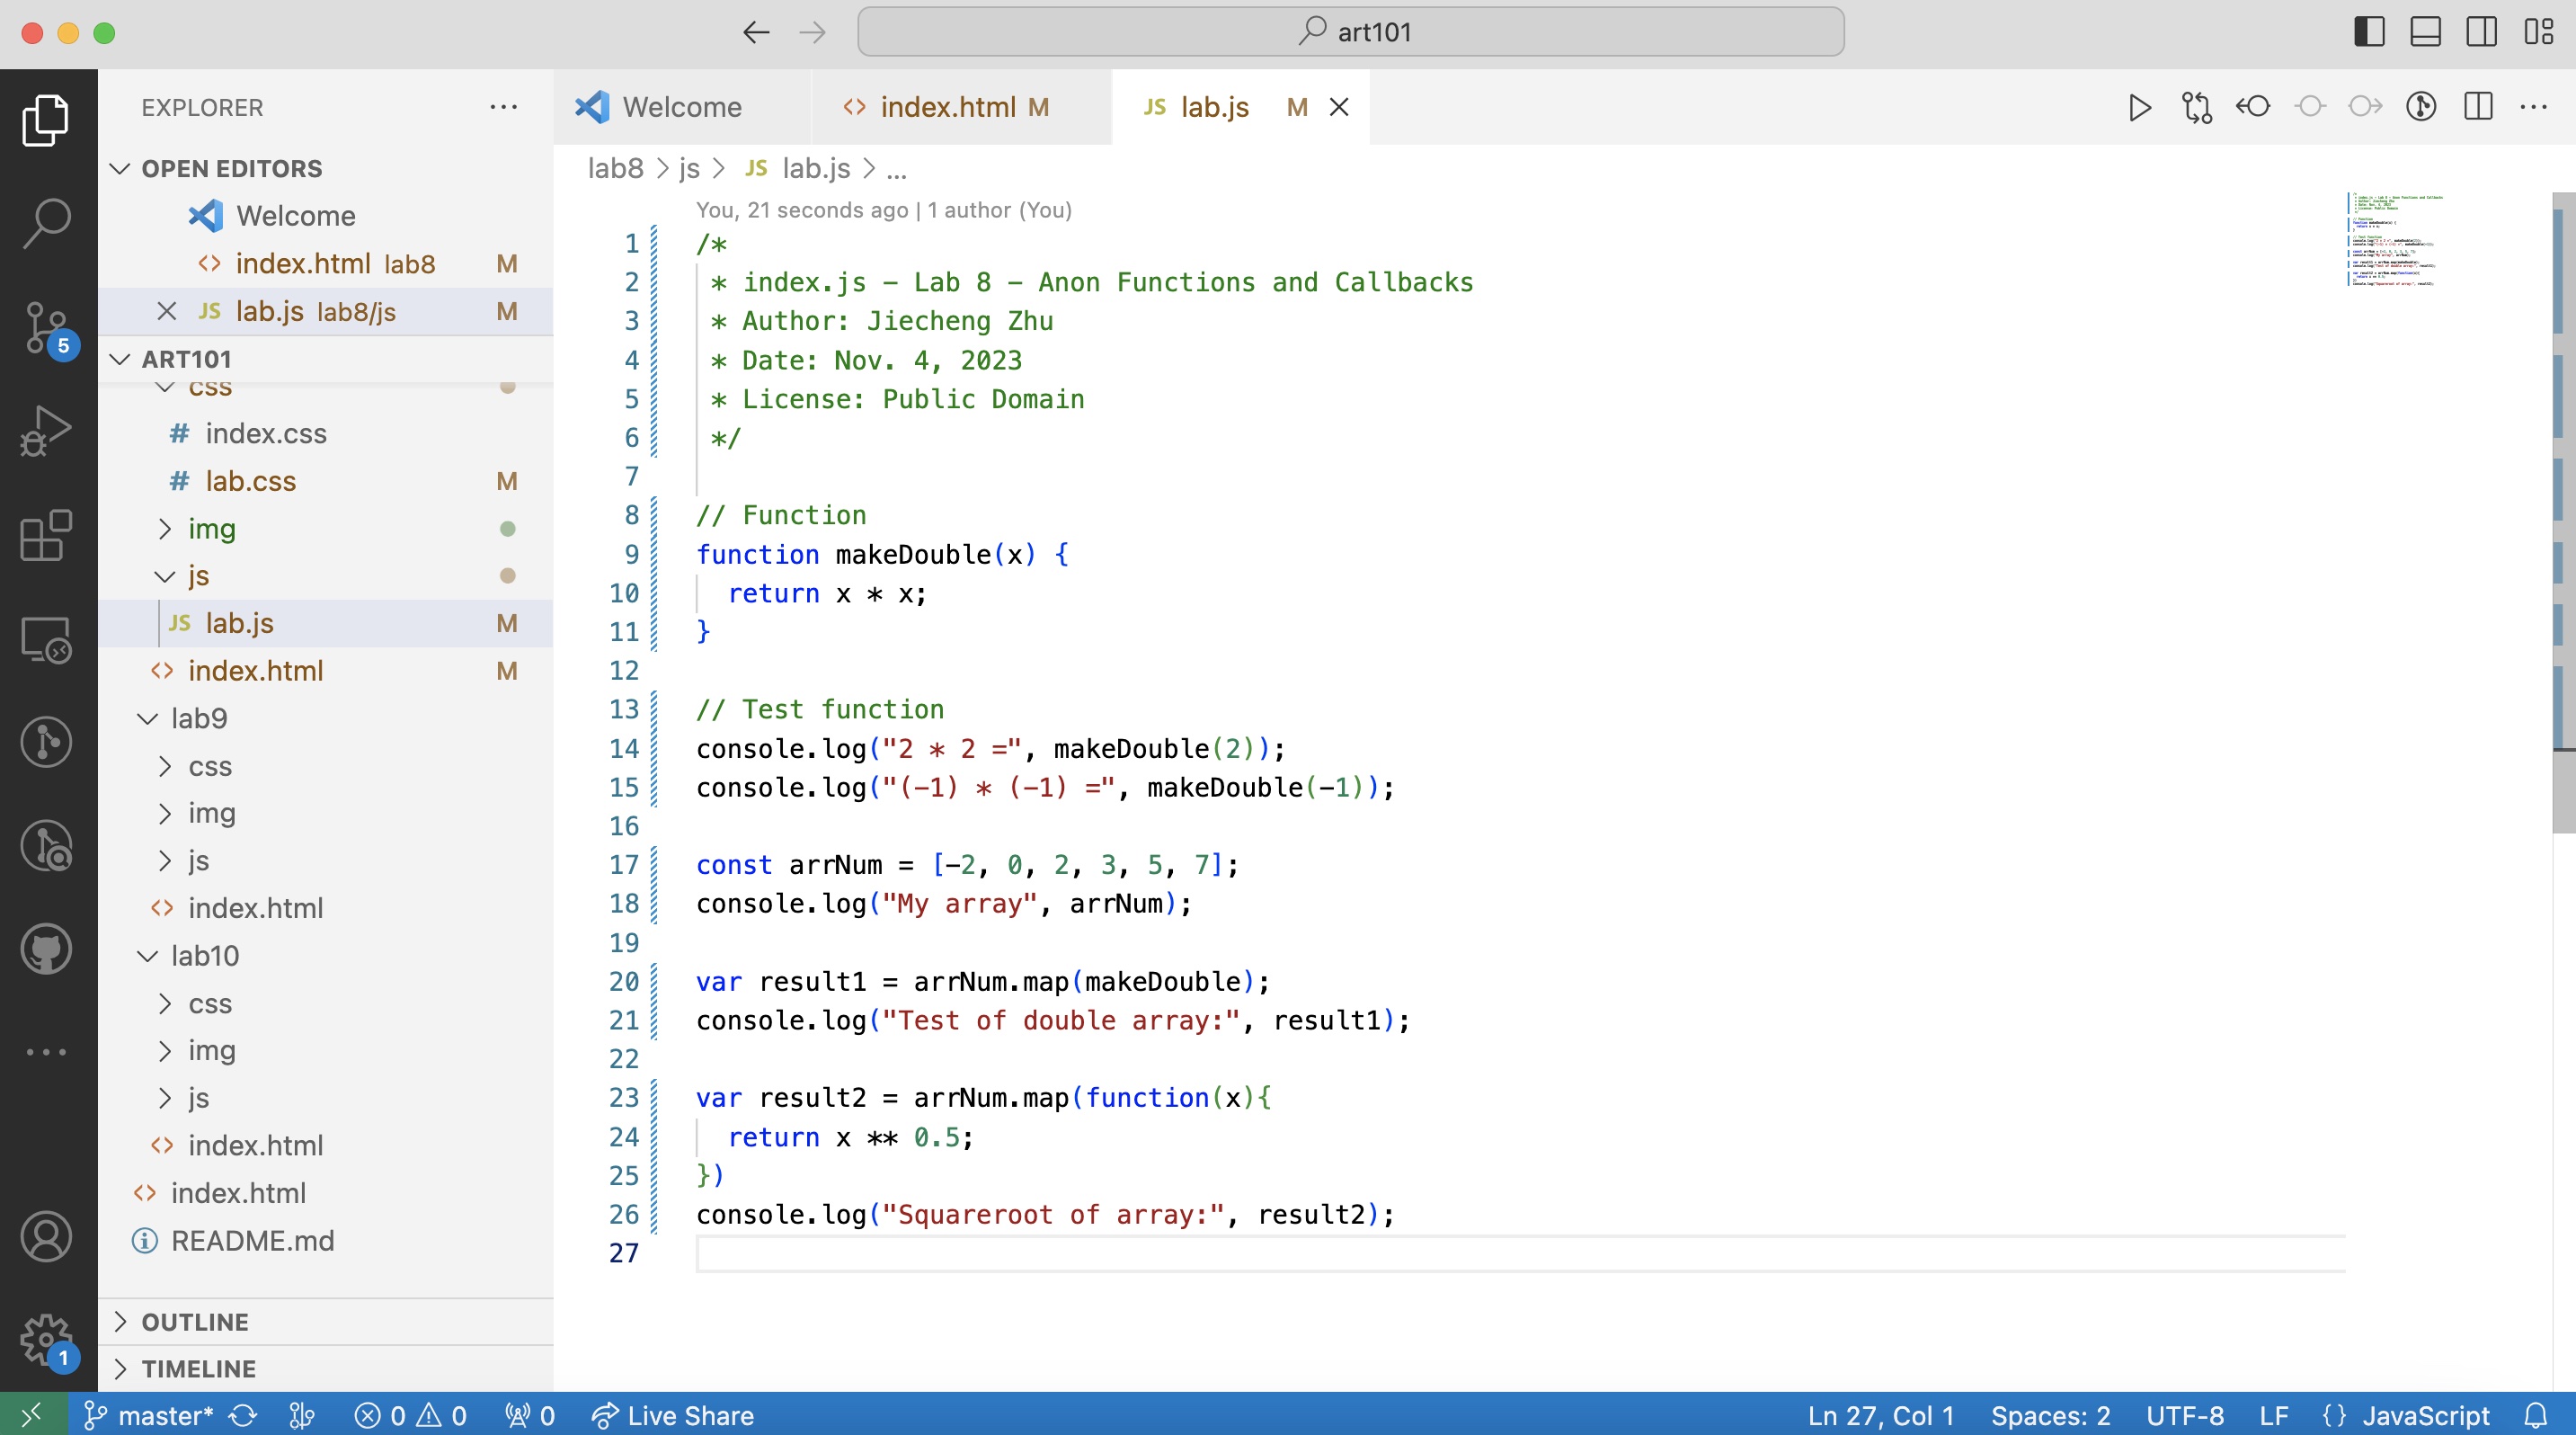 art101
EXPLORER
OPEN EDITORS
Welcome
index.html lab8 M
lab.js lab8/js M
JS
5
ART101
css
# index.css
# lab.css M
img
js
JS lab.js M
index.html M
lab9
css
img
js
index.html
lab10
css
img
js
index.html
index.html
README.md
OUTLINE
TIMELINE
1
Welcome
index.html M
JS lab.js M
lab8 > js > JS lab.js > ...
You, 21 seconds ago | 1 author (You)
1 /*
2 * index.js - Lab 8 - Anon Functions and Callbacks
3 * Author: Jiecheng Zhu
4 * Date: Nov. 4, 2023
5 * License: Public Domain
6 */
7
8 // Function
9 function makeDouble(x) {
10 return x * x;
11 }
12
13 // Test function
14 console.log("2 * 2 =", makeDouble(2));
15 console.log("(-1) * (-1) =", makeDouble(-1));
16
17 const arrNum = [-2, 0, 2, 3, 5, 7];
18 console.log("My array", arrNum);
19
20 var result1 = arrNum.map(makeDouble);
21 console.log("Test of double array:", result1);
22
23 var result2 = arrNum.map(function(x){
24 return x ** 0.5;
25 })
26 console.log("Squareroot of array:", result2);
27
master* 0 0 0 Live Share
Ln 27, Col 1 Spaces: 2 UTF-8 LF {} JavaScript